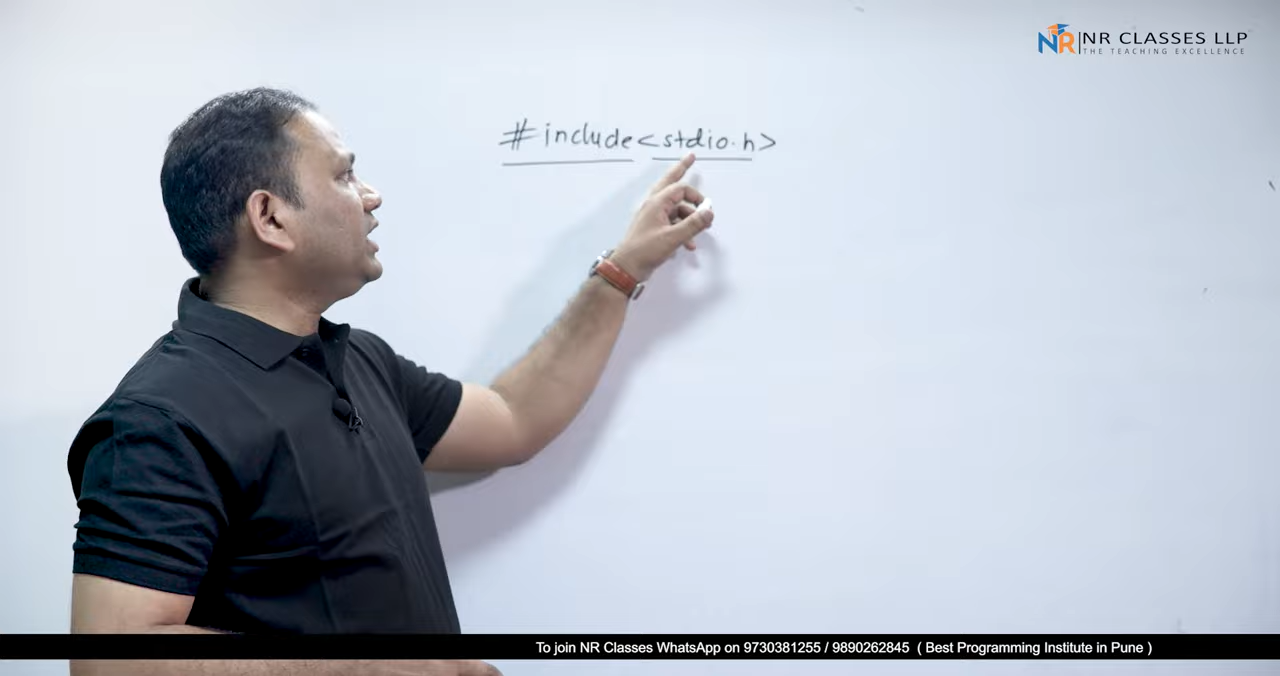 NR NR CLASSES LLP
THE TEACHING EXCELLENCE
#include<stdio.h>
To join NR Classes WhatsApp on 9730381255 / 9890262845 ( Best Programming Institute in Pune )